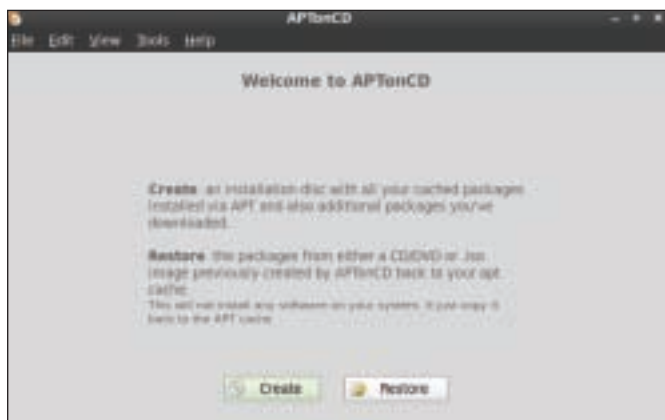 APTonCD
File Edit View Tools Help
Welcome to APTonCD
Create an installation disc with all your cached packages
installed via APT and also additional packages you've
downloaded.
Restore the packages from either a CD/DVD or .iso
image previously created by APTonCD back to your apt
cache.
This will not install any software on your system, it just copy it
back to the APT cache
Create
Restore